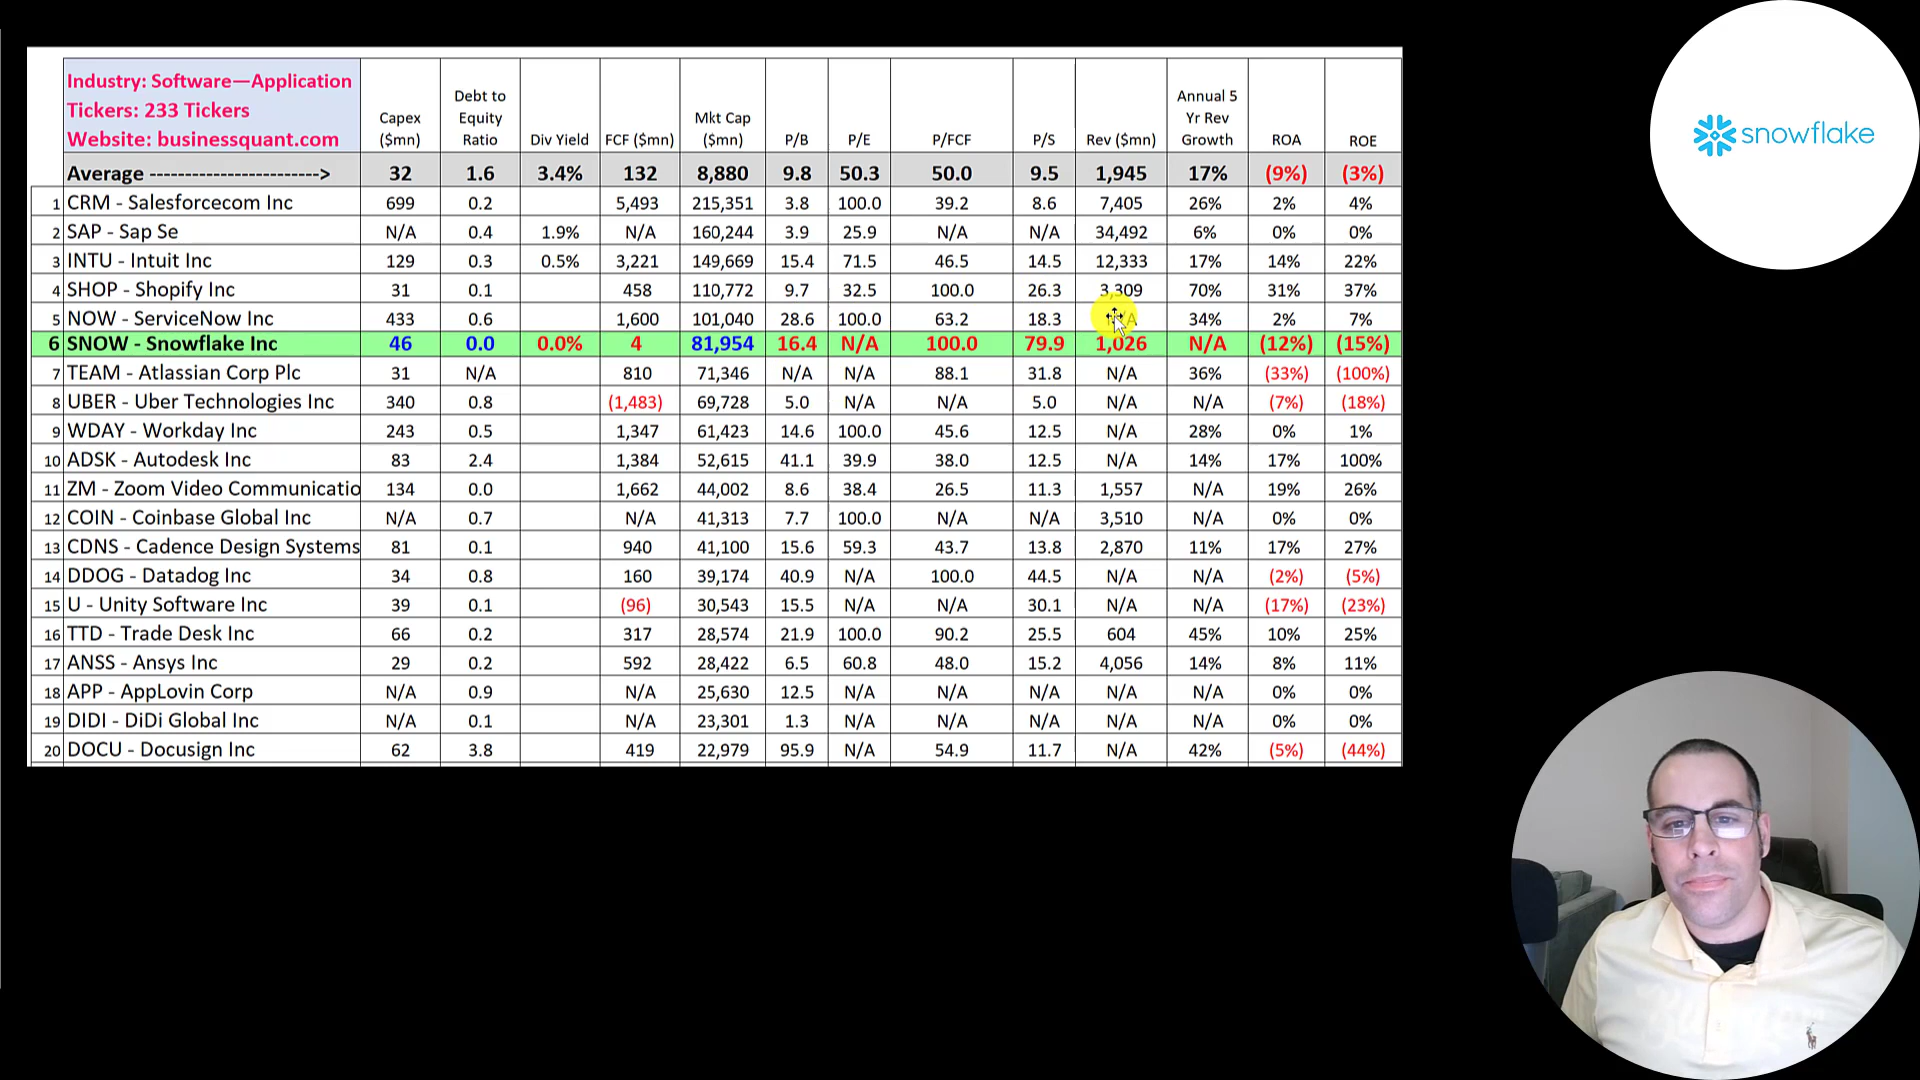 Industry: Software—Application
Tickers: 233 Tickers
Website: businessquant.com
Capex ($mn) Debt to Equity Ratio Div Yield FCF ($mn) Mkt Cap ($mn) P/B P/E P/FCF P/S Rev ($mn) Annual 5 Yr Rev Growth ROA ROE
Average -----------------------> 32 1.6 3.4% 132 8,880 9.8 50.3 50.0 9.5 1,945 17% (9%) (3%)
1 CRM - Salesforcecom Inc 699 0.2 5,493 215,351 3.8 100.0 39.2 8.6 7,405 26% 2% 4%
2 SAP - Sap Se N/A 0.4 1.9% N/A 160,244 3.9 25.9 N/A N/A 34,492 6% 0% 0%
3 INTU - Intuit Inc 129 0.3 0.5% 3,221 149,669 15.4 71.5 46.5 14.5 12,333 17% 14% 22%
4 SHOP - Shopify Inc 31 0.1 458 110,772 9.7 32.5 100.0 26.3 3,309 70% 31% 37%
5 NOW - ServiceNow Inc 433 0.6 1,600 101,040 28.6 100.0 63.2 18.3 34% 2% 7%
6 SNOW - Snowflake Inc 46 0.0 0.0% 4 81,954 16.4 N/A 100.0 79.9 1,026 N/A (12%) (15%)
7 TEAM - Atlassian Corp Plc 31 N/A 810 71,346 N/A N/A 88.1 31.8 N/A 36% (33%) (100%)
8 UBER - Uber Technologies Inc 340 0.8 (1,483) 69,728 5.0 N/A N/A 5.0 N/A N/A (7%) (18%)
9 WDAY - Workday Inc 243 0.5 1,347 61,423 14.6 100.0 45.6 12.5 N/A 28% 0% 1%
10 ADSK - Autodesk Inc 83 2.4 1,384 52,615 41.1 39.9 38.0 12.5 N/A 14% 17% 100%
11 ZM - Zoom Video Communicatio 134 0.0 1,662 44,002 8.6 38.4 26.5 11.3 1,557 N/A 19% 26%
12 COIN - Coinbase Global Inc N/A 0.7 N/A 41,313 7.7 100.0 N/A N/A 3,510 N/A 0% 0%
13 CDNS - Cadence Design Systems 81 0.1 940 41,100 15.6 59.3 43.7 13.8 2,870 11% 17% 27%
14 DDOG - Datadog Inc 34 0.8 160 39,174 40.9 N/A 100.0 44.5 N/A N/A (2%) (5%)
15 U - Unity Software Inc 39 0.1 (96) 30,543 15.5 N/A N/A 30.1 N/A N/A (17%) (23%)
16 TTD - Trade Desk Inc 66 0.2 317 28,574 21.9 100.0 90.2 25.5 604 45% 10% 25%
17 ANSS - Ansys Inc 29 0.2 592 28,422 6.5 60.8 48.0 15.2 4,056 14% 8% 11%
18 APP - AppLovin Corp N/A 0.9 N/A 25,630 12.5 N/A N/A N/A N/A N/A 0% 0%
19 DIDI - DiDi Global Inc N/A 0.1 N/A 23,301 1.3 N/A N/A N/A N/A N/A 0% 0%
20 DOCU - Docusign Inc 62 3.8 419 22,979 95.9 N/A 54.9 11.7 N/A 42% (5%) (44%)
snowflake